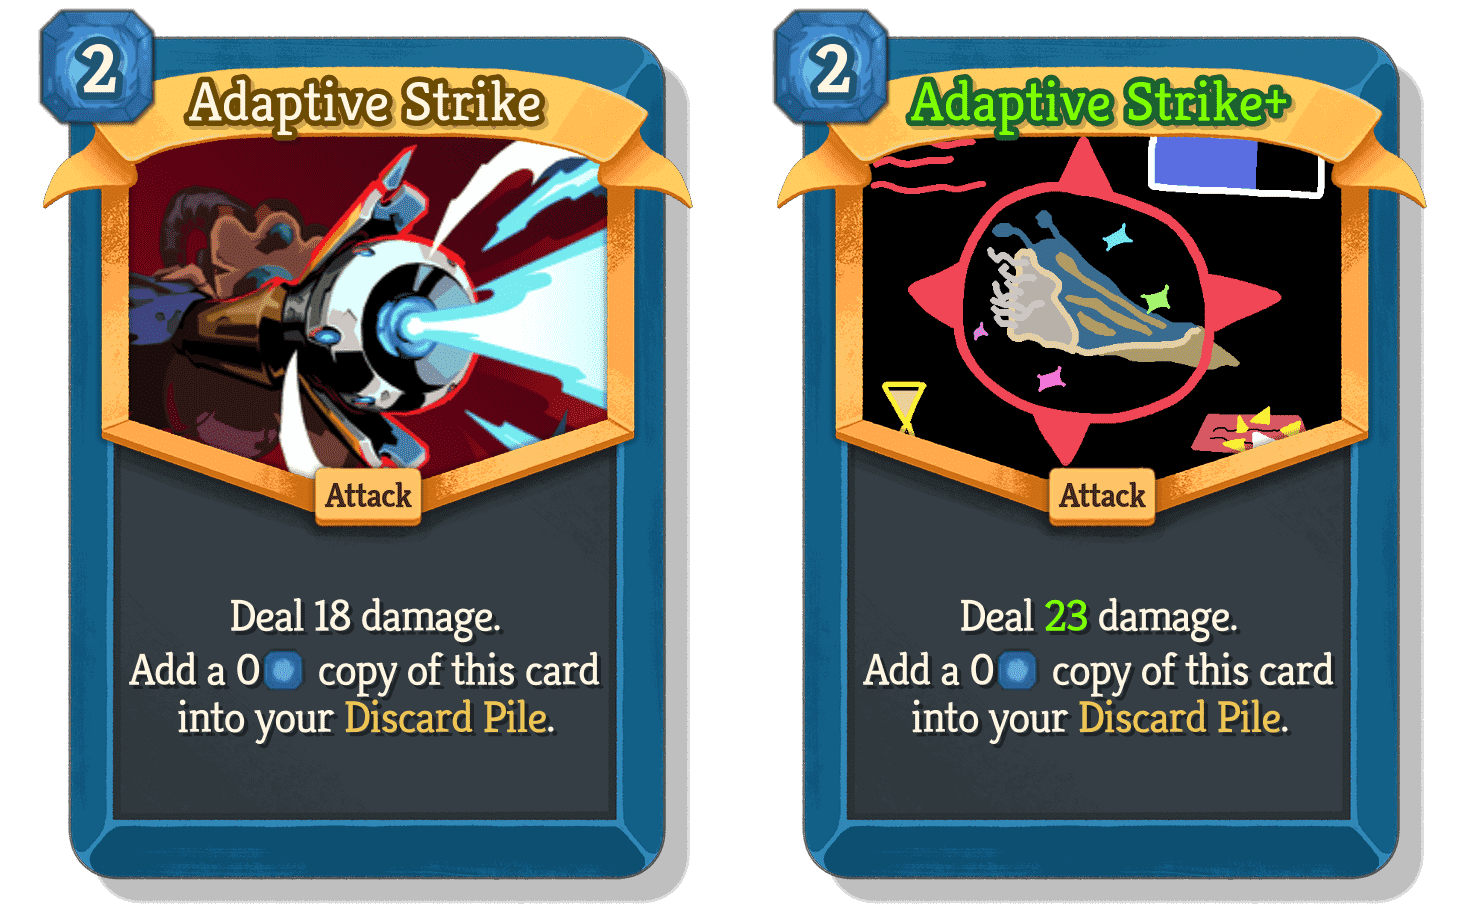 2
Adaptive Strike
Attack
Deal 18 damage.
Add a 0 copy of this card
into your Discard Pile.
2
Adaptive Strike+
Attack
Deal 23 damage.
Add a 0 copy of this card
into your Discard Pile.